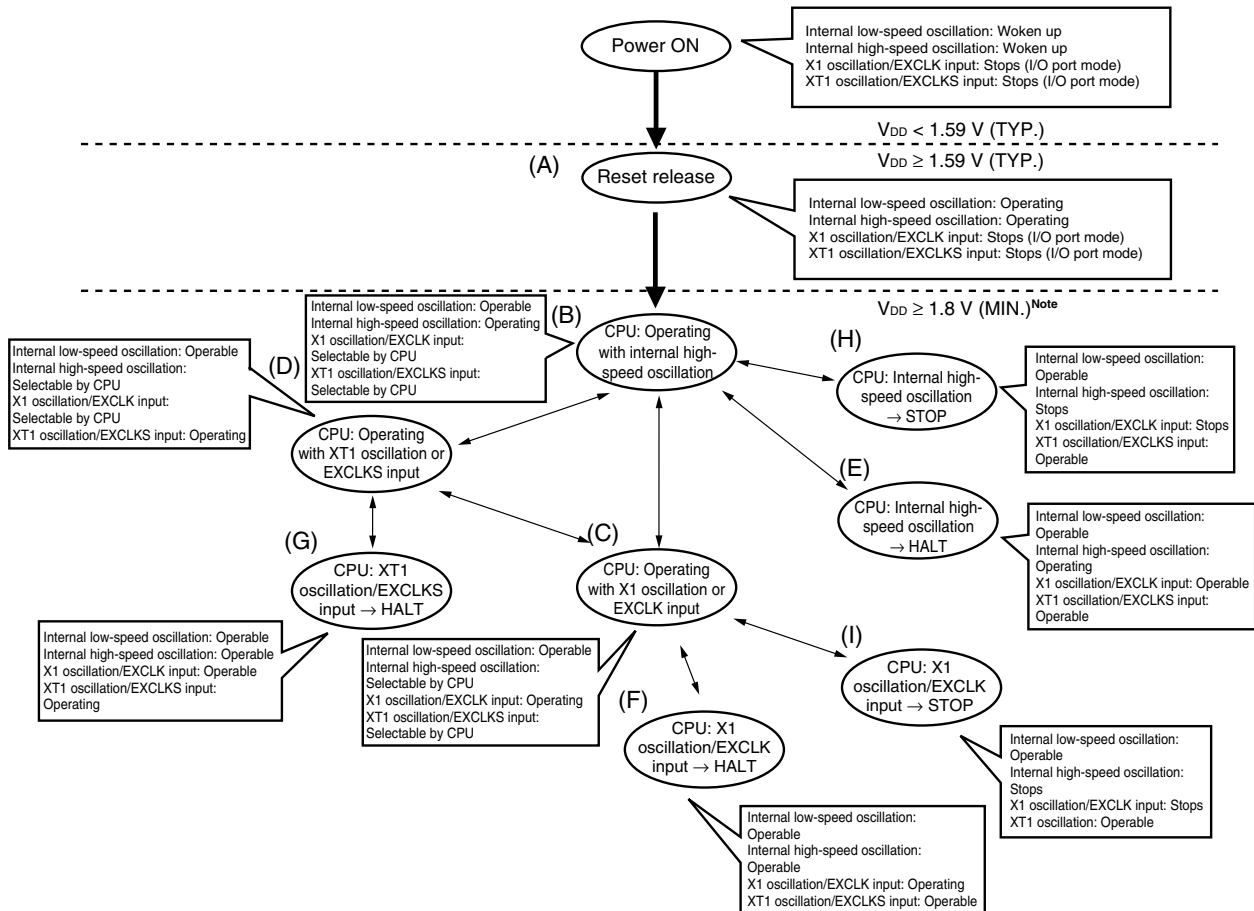 Power ON
Internal low-speed oscillation: Woken up
Internal high-speed oscillation: Woken up
X1 oscillation/EXCLK input: Stops (I/O port mode)
XT1 oscillation/EXCLKS input: Stops (I/O port mode)
VDD < 1.59 V (TYP.)
VDD ≥ 1.59 V (TYP.)
(A)
Reset release
Internal low-speed oscillation: Operating
Internal high-speed oscillation: Operating
X1 oscillation/EXCLK input: Stops (I/O port mode)
XT1 oscillation/EXCLKS input: Stops (I/O port mode)
VDD ≥ 1.8 V (MIN.)Note
(B)
CPU: Operating
with internal high-
speed oscillation
Internal low-speed oscillation: Operable
Internal high-speed oscillation: Operating
X1 oscillation/EXCLK input:
Selectable by CPU
XT1 oscillation/EXCLKS input:
Selectable by CPU
(D)
Internal low-speed oscillation: Operable
Internal high-speed oscillation:
Selectable by CPU
X1 oscillation/EXCLK input:
Selectable by CPU
XT1 oscillation/EXCLKS input: Operating
CPU: Operating
with XT1 oscillation or
EXCLKS input
(H)
CPU: Internal high-
speed oscillation
→ STOP
Internal low-speed oscillation:
Operable
Internal high-speed oscillation:
Stops
X1 oscillation/EXCLK input: Stops
XT1 oscillation/EXCLKS input:
Operable
(E)
CPU: Internal high-
speed oscillation
→ HALT
Internal low-speed oscillation:
Operable
Internal high-speed oscillation:
Operating
X1 oscillation/EXCLK input: Operable
XT1 oscillation/EXCLKS input:
Operable
(G)
CPU: XT1
oscillation/EXCLKS
input → HALT
Internal low-speed oscillation: Operable
Internal high-speed oscillation: Operable
X1 oscillation/EXCLK input: Operable
XT1 oscillation/EXCLKS input:
Operating
(C)
CPU: Operating
with X1 oscillation or
EXCLK input
Internal low-speed oscillation: Operable
Internal high-speed oscillation:
Selectable by CPU
X1 oscillation/EXCLK input: Operating
XT1 oscillation/EXCLKS input:
Selectable by CPU
(I)
CPU: X1
oscillation/EXCLK
input → STOP
Internal low-speed oscillation:
Operable
Internal high-speed oscillation:
Stops
X1 oscillation/EXCLK input: Stops
XT1 oscillation: Operable
(F)
CPU: X1
oscillation/EXCLK
input → HALT
Internal low-speed oscillation:
Operable
Internal high-speed oscillation:
Operable
X1 oscillation/EXCLK input: Operating
XT1 oscillation/EXCLKS input: Operable